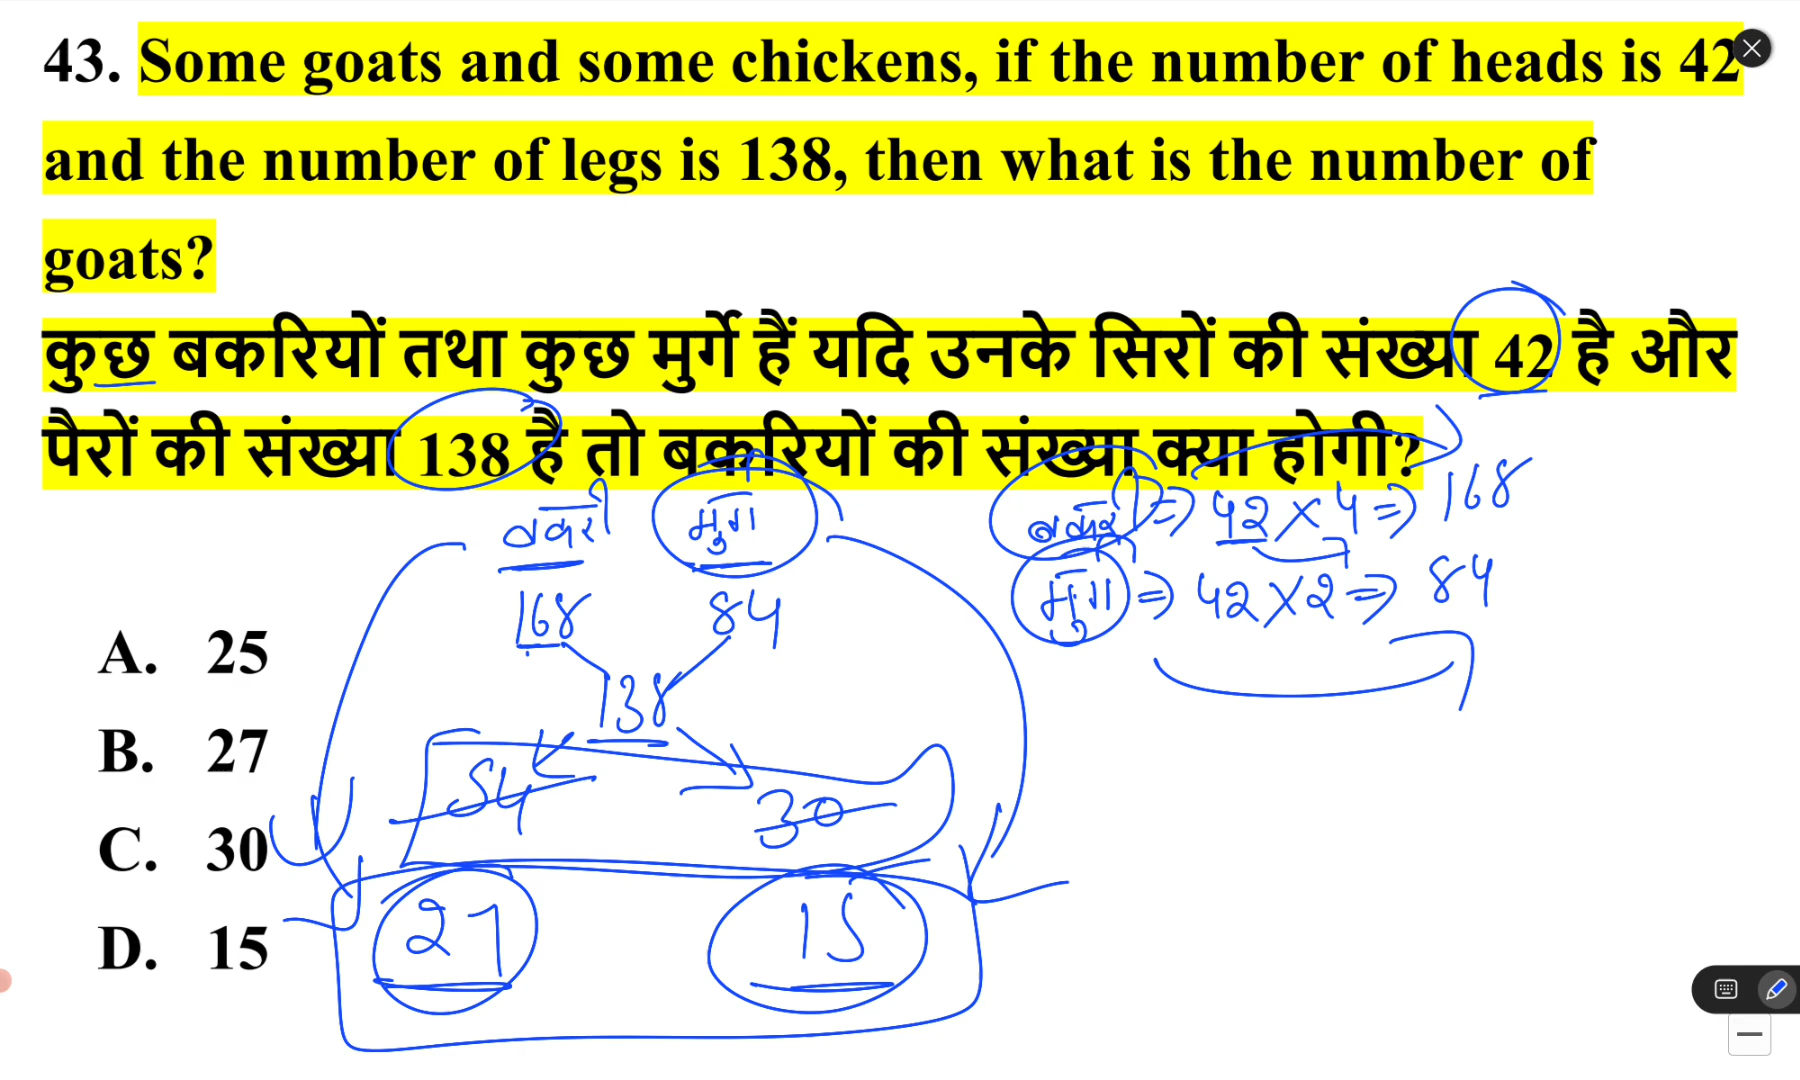 43. Some goats and some chickens, if the number of heads is 42
and the number of legs is 138, then what is the number of
goats?
कुछ बकरियों तथा कुछ मुर्गे हैं यदि उनके सिरों की संख्या 42 है और
पैरों की संख्या 138 है तो बकरियों की संख्या क्या होगी?
बकरी ⇒ 42 × 4 ⇒ 168
मुर्गा ⇒ 42 × 2 ⇒ 84
बकरी मुर्गा
168 84
138
54 30
27 15
A. 25
B. 27
C. 30
D. 15